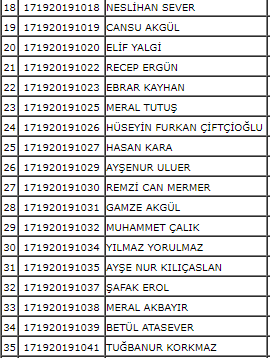 18 171920191018 NESLİHAN SEVER
19 171920191019 CANSU AKGÜL
20 171920191020 ELİF YALGİ
21 171920191022 RECEP ERGÜN
22 171920191023 EBRAR KAYHAN
23 171920191025 MERAL TUTUŞ
24 171920191026 HÜSEYİN FURKAN ÇİFTÇİOĞLU
25 171920191027 HASAN KARA
26 171920191029 AYŞENUR ULUER
27 171920191030 REMZİ CAN MERMER
28 171920191031 GAMZE AKGÜL
29 171920191032 MUHAMMET ÇALIK
30 171920191034 YILMAZ YORULMAZ
31 171920191035 AYŞE NUR KILIÇASLAN
32 171920191037 ŞAFAK EROL
33 171920191038 MERAL AKBAYIR
34 171920191039 BETÜL ATASEVER
35 171920191041 TUĞBANUR KORKMAZ